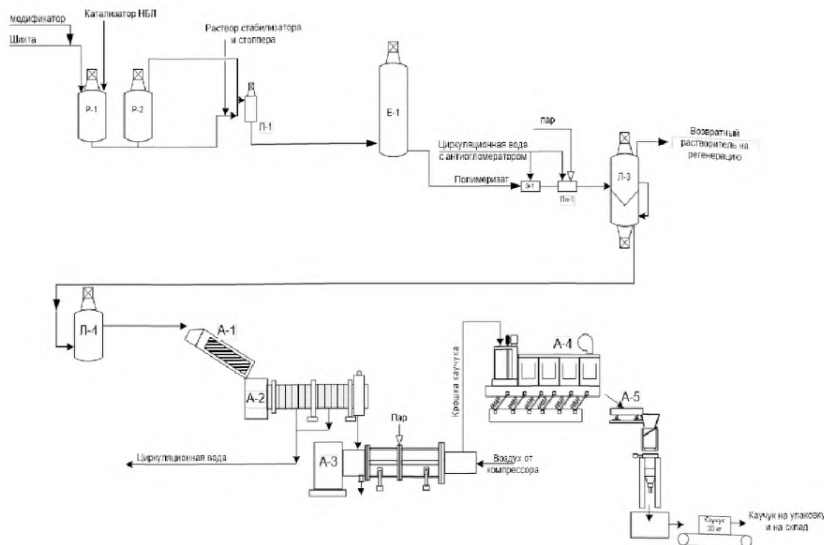 модификатор
Катализатор НБЛ
Шихта
Раствор стабилизатора
и стоппера
Р-1
Р-2
Л-1
Е-1
пар
Циркуляционная вода
с антиагломератором
Полимеризат
Э-1
Пн-1
Л-3
Возвратный
растворитель на
регенерацию
Л-4
А-1
А-2
А-3
Пар
Крошка каучука
А-4
А-5
Циркуляционная вода
Воздух от
компрессора
Каучук
30 кг
Каучук на упаковку
и на склад